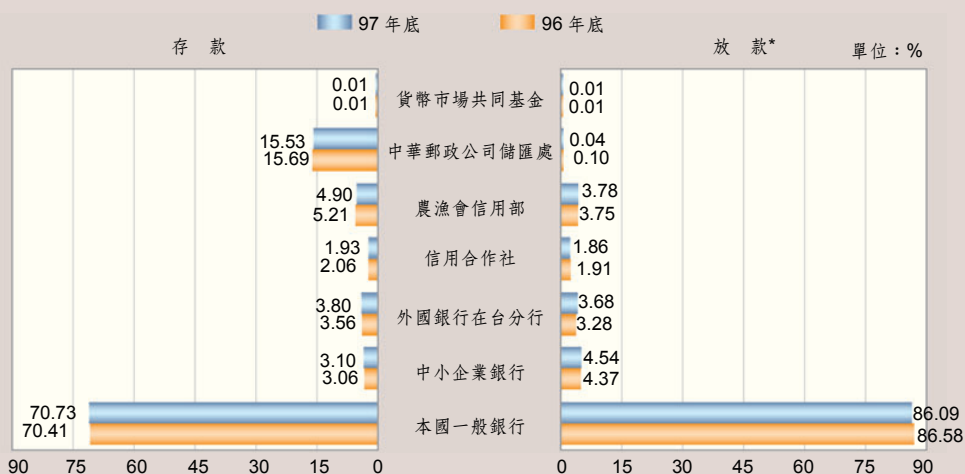 97 年底 96 年底
存 款 放 款* 單位：%
0.01 貨幣市場共同基金 0.01
0.01 0.01
15.53 中華郵政公司儲匯處 0.04
15.69 0.10
4.90 農漁會信用部 3.78
5.21 3.75
1.93 信用合作社 1.86
2.06 1.91
3.80 外國銀行在台分行 3.68
3.56 3.28
3.10 中小企業銀行 4.54
3.06 4.37
70.73 本國一般銀行 86.09
70.41 86.58
90 75 60 45 30 15 0 0 15 30 45 60 75 90